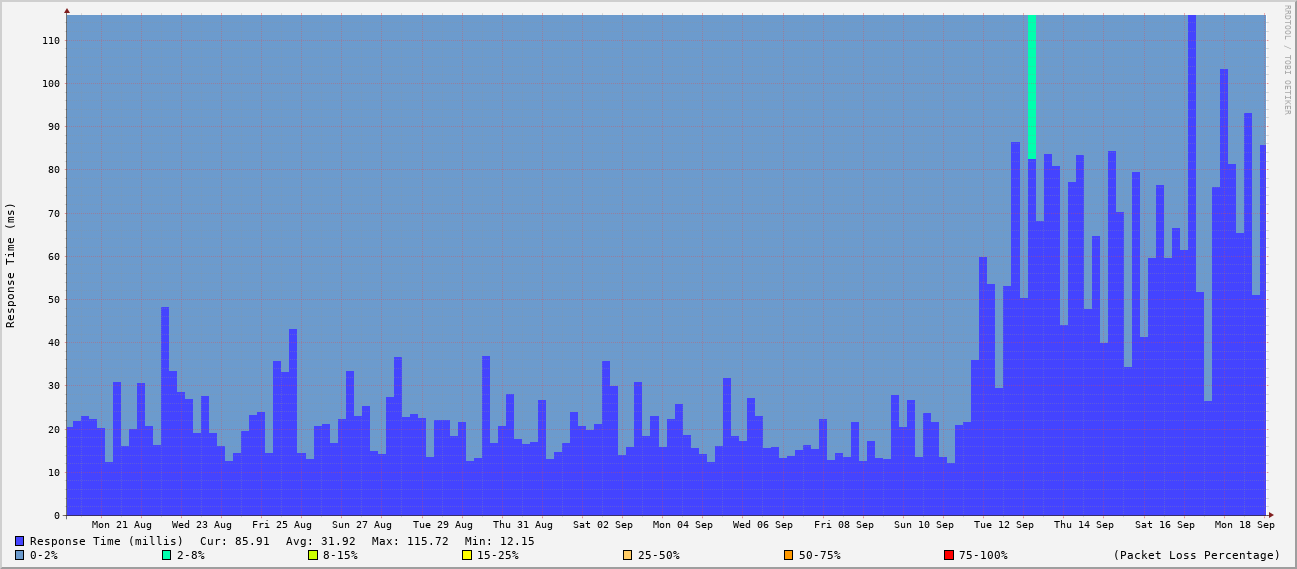 RRDTOOL / TOBI OETIKER
Response Time (ms)
110
100
90
80
70
60
50
40
30
20
10
0
Mon 21 Aug Wed 23 Aug Fri 25 Aug Sun 27 Aug Tue 29 Aug Thu 31 Aug Sat 02 Sep Mon 04 Sep Wed 06 Sep Fri 08 Sep Sun 10 Sep Tue 12 Sep Thu 14 Sep Sat 16 Sep Mon 18 Sep
Response Time (millis) Cur: 85.91 Avg: 31.92 Max: 115.72 Min: 12.15
0-2% 2-8% 8-15% 15-25% 25-50% 50-75% 75-100% (Packet Loss Percentage)